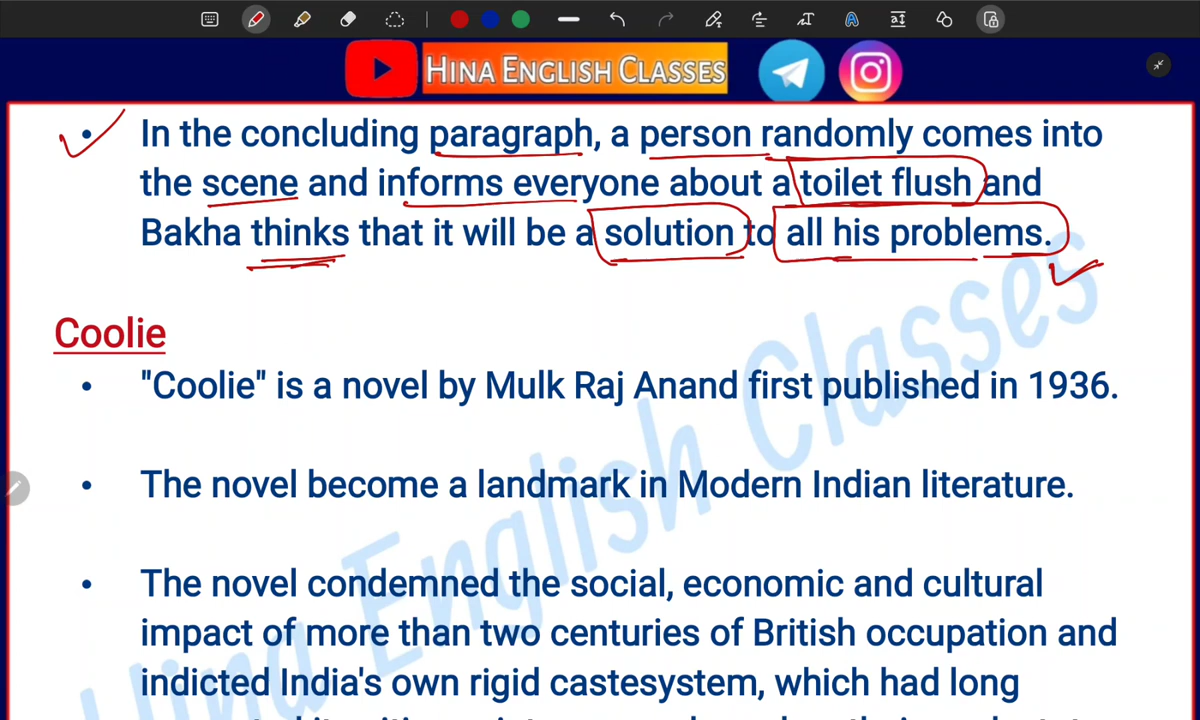 HINA ENGLISH CLASSES
• In the concluding paragraph, a person randomly comes into
the scene and informs everyone about a toilet flush and
Bakha thinks that it will be a solution to all his problems.
Coolie
• "Coolie" is a novel by Mulk Raj Anand first published in 1936.
• The novel become a landmark in Modern Indian literature.
• The novel condemned the social, economic and cultural
impact of more than two centuries of British occupation and
indicted India's own rigid castesystem, which had long
Hina English Classes